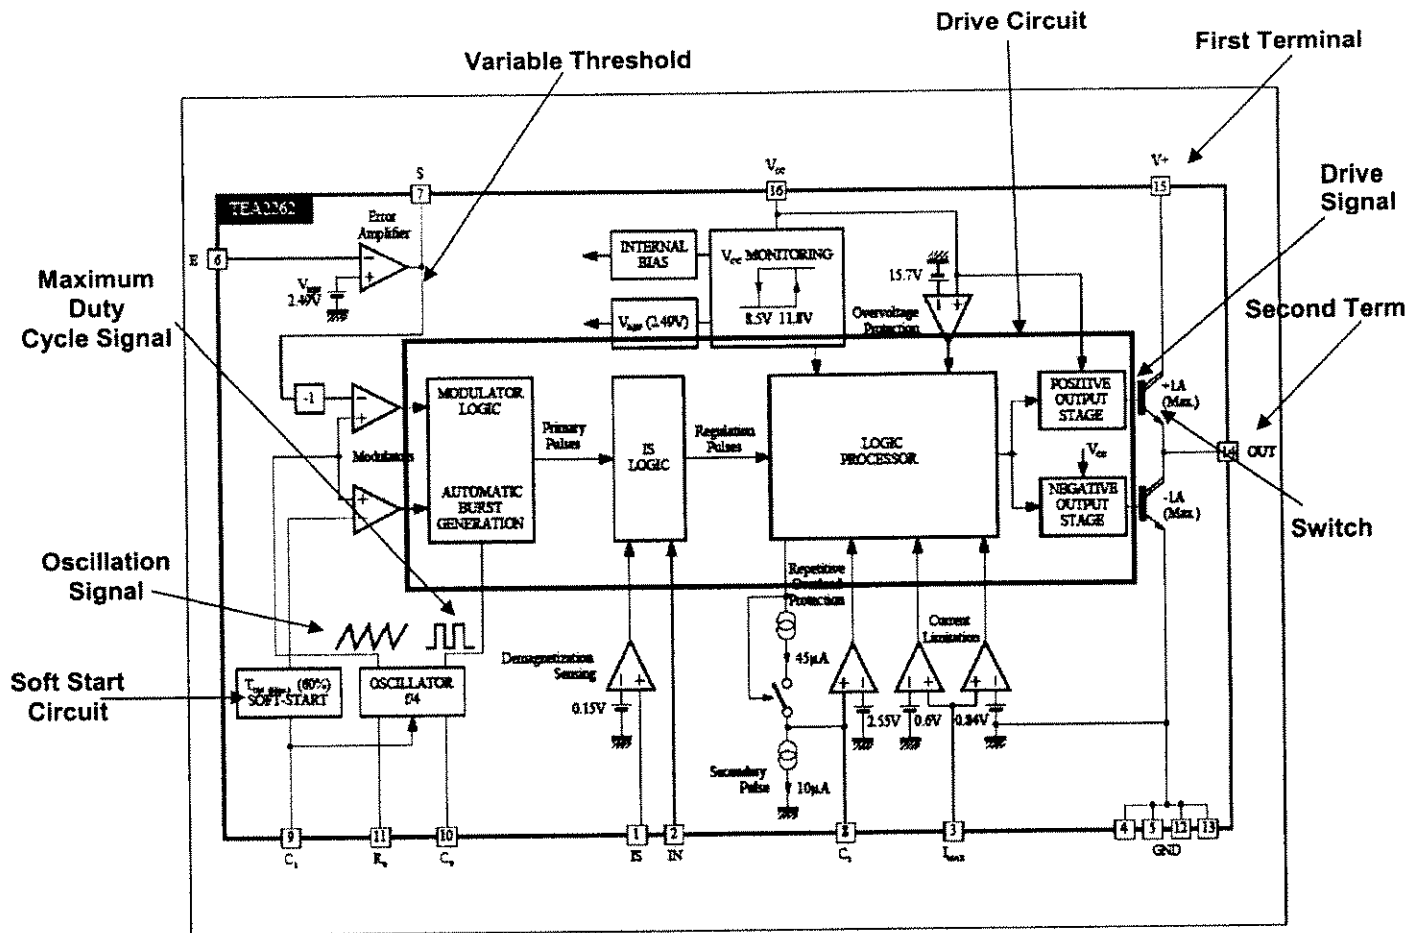 Drive Circuit
First Terminal
Variable Threshold
Drive
Signal
Second Term
Switch
Maximum
Duty
Cycle Signal
Oscillation
Signal
Soft Start
Circuit
S
7
Vcc
16
V+
15
TEA2262
Error
Amplifier
E
6
2.49V
INTERNAL
BIAS
Vcc MONITORING
8.5V 11.8V
(2.49V)
15.7V
Overvoltage
Protection
-1
MODULATOR
LOGIC
AUTOMATIC
BURST
GENERATION
Modulators
Primary
Pulses
IS
LOGIC
Regulation
Pulses
LOGIC
PROCESSOR
POSITIVE
OUTPUT
STAGE
+1A
(Max.)
14
OUT
Vcc
NEGATIVE
OUTPUT
STAGE
-1A
(Max.)
(60%)
SOFT-START
OSCILLATOR
f/4
Demagnetization
Sensing
0.15V
Repetitive
Overload
Protection
45µA
Secondary
Pulse
10µA
2.55V
Current
Limitation
0.6V
0.84V
9
11
10
1
2
8
3
4
5
12
13
IS
IN
Imax
GND